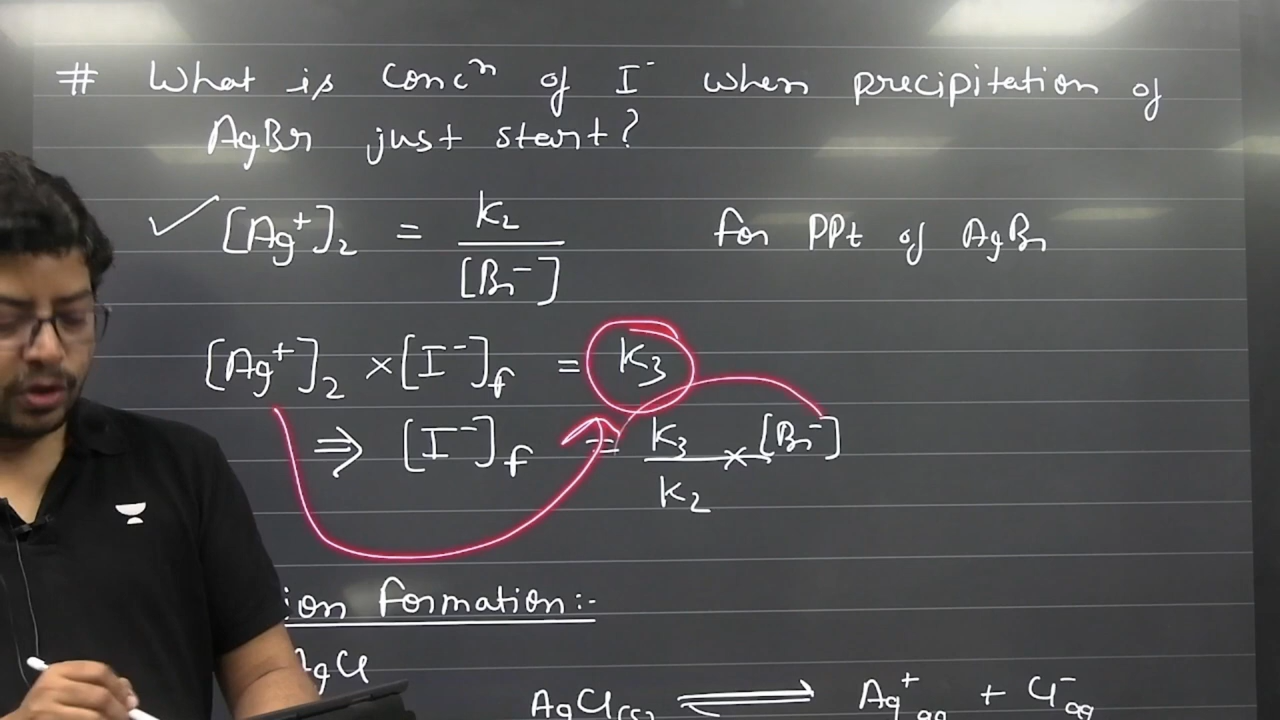 # What is concⁿ of I⁻ when precipitation of
AgBr just start?
✓ [Ag⁺]₂ = K₂ / [Br⁻] for PPt of AgBr
[Ag⁺]₂ × [I⁻]f = K₃
⇒ [I⁻]f = K₃ / K₂ × [Br⁻]
ion formation:-
AgCl
AgCl(s) ⇌ Ag⁺aq + Cl⁻aq